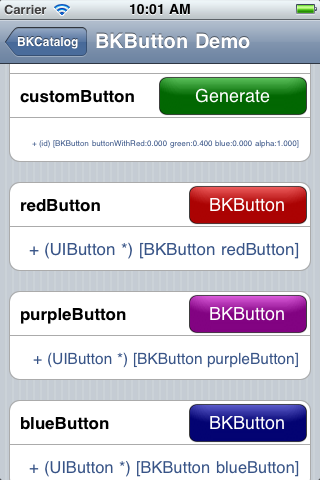 Carrier 10:01 AM
BKCatalog BKButton Demo
customButton Generate
+ (id) [BKButton buttonWithRed:0.000 green:0.400 blue:0.000 alpha:1.000]
redButton BKButton
+ (UIButton *) [BKButton redButton]
purpleButton BKButton
+ (UIButton *) [BKButton purpleButton]
blueButton BKButton
+ (UIButton *) [BKButton blueButton]